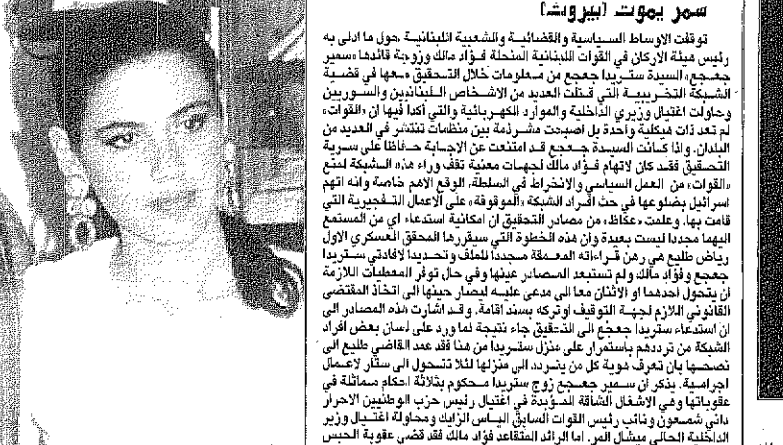 سمر يموت (بيروت)
توقفت الاوساط السياسية والقضائية والشعبية اللبنانية حول ما ادلى به
رئيس هيئة الاركان في القوات اللبنانية المنحلة فؤاد مالك وزوجة قائدها «سمير
جعجع» السيدة ستريدا جعجع من معلومات خلال التحقيق معها في قضية
الشبكة التخريبية التي قتلت العديد من الاشخاص اللبنانيين والسوريين
وحاولت اغتيال وزيري الداخلية والموارد الكهربائية والتي أكدا فيها ان «القوات»
لم تعد ذات هيكلية واحدة بل اصبحت مشرذمة بين منظمات تنتشر في العديد من
البلدان. واذا كانت السيدة جعجع قد امتنعت عن الاجابة حفاظا على سرية
التحقيق فقد كان لاتهام فؤاد مالك لجهات معنية تقف وراء هذه الشبكة لمنع
«القوات» من العمل السياسي والانخراط في السلطة، الوقع الاهم خاصة وانه اتهم
اسرائيل بضلوعها في حث افراد الشبكة «الموقوفة» على الاعمال التفجيرية التي
قامت بها. وعلمت «عكاظ» من مصادر التحقيق ان امكانية استدعاء اي من المستمع
اليهما مجددا ليست بعيدة وان هذه الخطوة التي سيقررها المحقق العسكري الاول
رياض طليع هي رهن قراءاته المعمقة مجددا للملف وتحديدا لافادتي ستريدا
جعجع وفؤاد مالك ولم تستبعد المصادر عينها وفي حال توفر المعطيات اللازمة
أن يتحول احدهما او الاثنان معا الى مدعى عليه ليصار حينها الى اتخاذ المقتضى
القانوني اللازم لجهة التوقيف او تركه بسند اقامة. وقد اشارت هذه المصادر الى
ان استدعاء ستريدا جعجع الى التحقيق جاء نتيجة لما ورد على لسان بعض افراد
الشبكة من ترددهم باستمرار على منزل ستريدا من هنا فقد عمد القاضي طليع الى
نصحها بان تعرف هوية كل من يتردد الى منزلها لئلا تتحول الى ستار لاعمال
اجرامية. يذكر ان سمير جعجع زوج ستريدا محكوم بثلاثة احكام مماثلة في
عقوباتها وهي الاشغال الشاقة المؤبدة في اغتيال رئيس حزب الوطنيين الاحرار
داني شمعون ونائب رئيس القوات السابق الياس الزايك ومحاولة اغتيال وزير
الداخلية الحالي ميشال المر. اما الرائد المتقاعد فؤاد مالك فقد قضى عقوبة الحبس